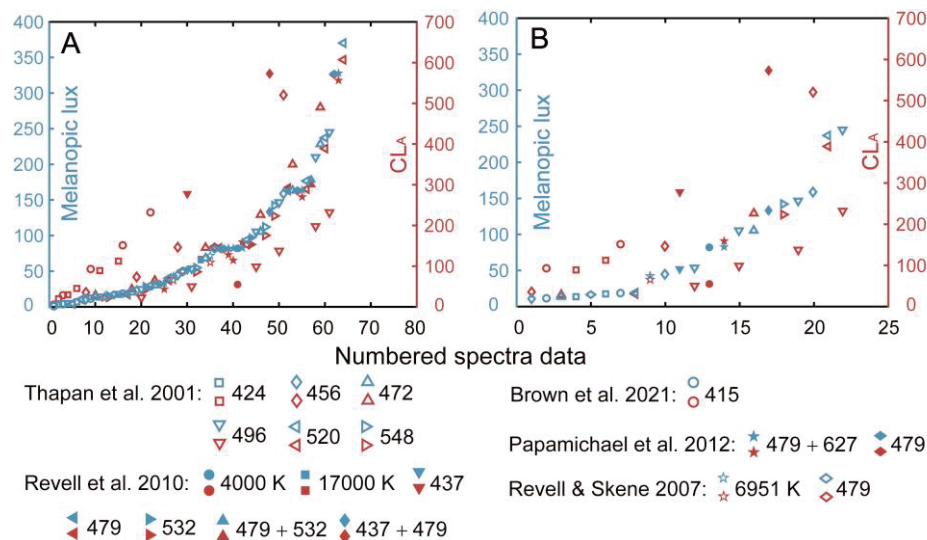 A
B
Melanopic lux
400
350
300
250
200
150
100
50
0
0 10 20 30 40 50 60 70 80
700
600
500
400
300
200
100
0
CLA
Melanopic lux
400
350
300
250
200
150
100
50
0
0 5 10 15 20 25
700
600
500
400
300
200
100
0
CLA
Numbered spectra data
Thapan et al. 2001: 424 456 472
496 520 548
Revell et al. 2010: 4000 K 17000 K 437
479 532 479 + 532 437 + 479
Brown et al. 2021: 415
Papamichael et al. 2012: 479 + 627 479
Revell & Skene 2007: 6951 K 479